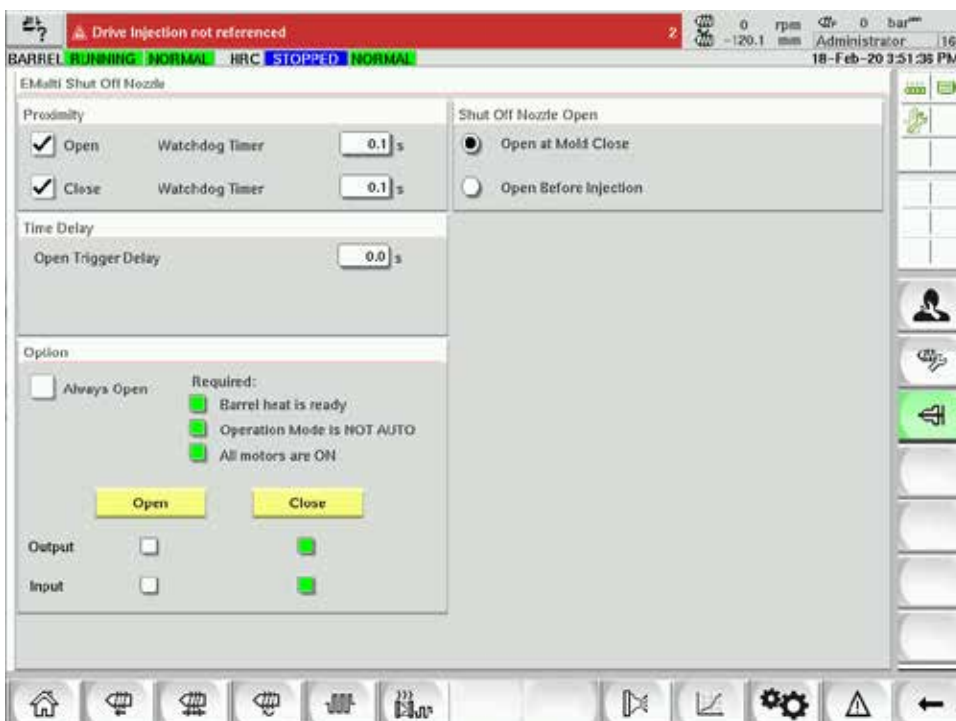 Drive Injection not referenced 2
0 rpm 0 bar
-120.1 mm Administrator 16
BARREL RUNNING NORMAL HRC STOPPED NORMAL 18-Feb-20 3:51:36 PM
EMulti Shut Off Nozzle
Proximity
Open Watchdog Timer 0.1 s
Close Watchdog Timer 0.1 s
Shut Off Nozzle Open
Open at Mold Close
Open Before Injection
Time Delay
Open Trigger Delay 0.0 s
Option
Always Open
Required:
Barrel heat is ready
Operation Mode is NOT AUTO
All motors are ON
Open Close
Output
Input